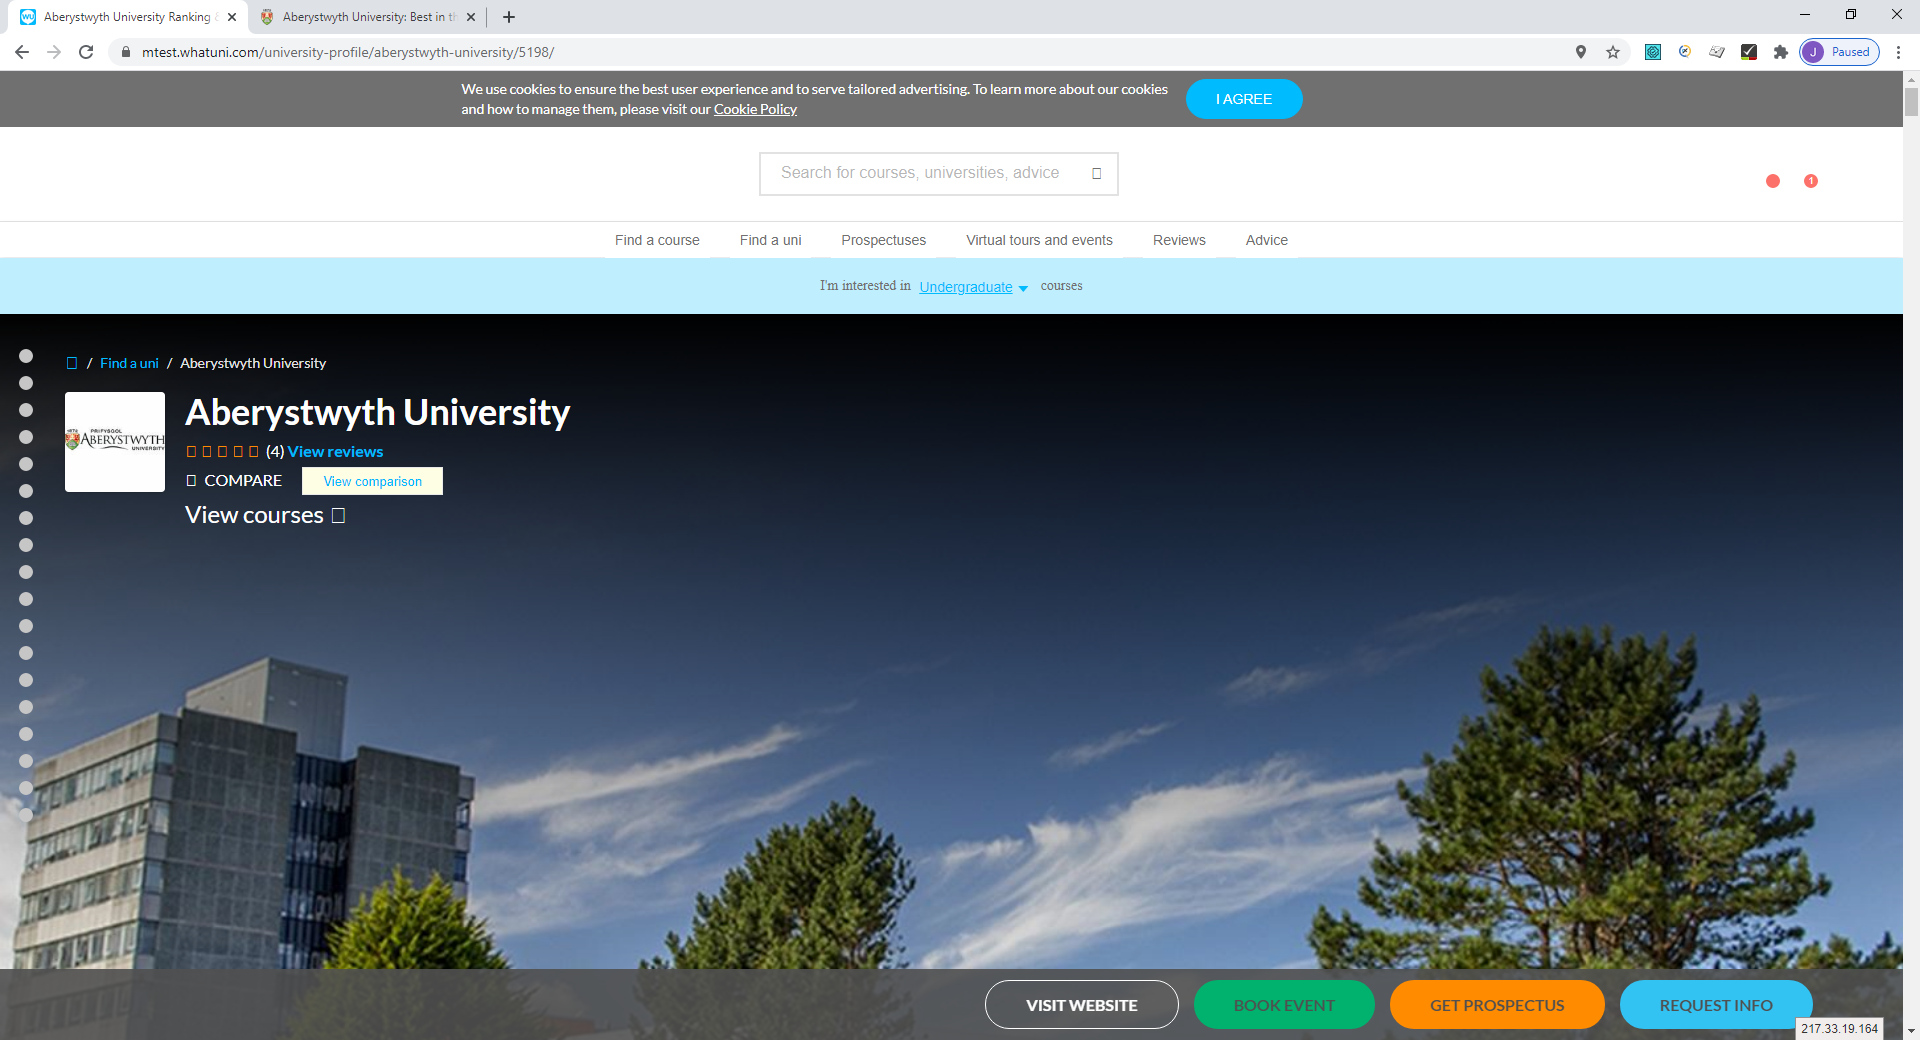 Aberystwyth University Ranking
Aberystwyth University: Best in th
mtest.whatuni.com/university-profile/aberystwyth-university/5198/
J Paused
We use cookies to ensure the best user experience and to serve tailored advertising. To learn more about our cookies
and how to manage them, please visit our Cookie Policy
I AGREE
Search for courses, universities, advice
1
Find a course Find a uni Prospectuses Virtual tours and events Reviews Advice
I'm interested in Undergraduate courses
/ Find a uni / Aberystwyth University
PRIFYSGOL
ABERYSTWYTH
UNIVERSITY
Aberystwyth University
(4) View reviews
COMPARE View comparison
View courses
VISIT WEBSITE BOOK EVENT GET PROSPECTUS REQUEST INFO
217.33.19.164